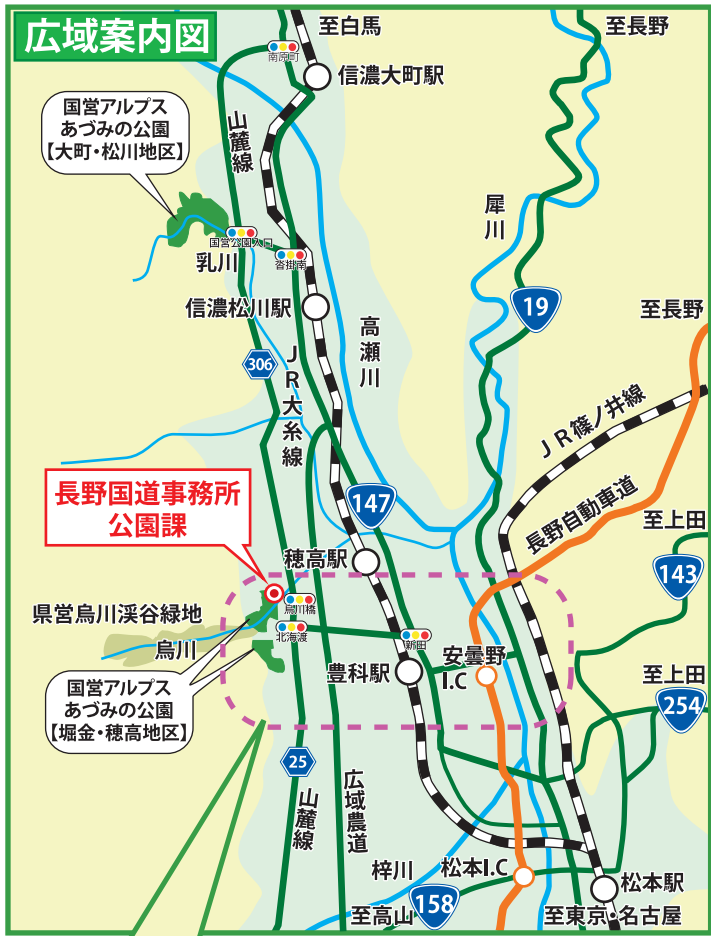 広域案内図
至白馬
至長野
南原町
信濃大町駅
国営アルプス
あづみの公園
【大町・松川地区】
山麓線
犀川
国営公園入口
乳川
沓掛南
信濃松川駅
19
至長野
高瀬川
306
JR大糸線
JR篠ノ井線
長野国道事務所
公園課
147
長野自動車道
至上田
穂高駅
143
県営烏川渓谷緑地
烏川橋
烏川
北海渡
新田
安曇野
I.C
豊科駅
至上田
国営アルプス
あづみの公園
【堀金・穂高地区】
254
25
山麓線
広域農道
梓川
松本I.C
松本駅
158
至高山
至東京・名古屋